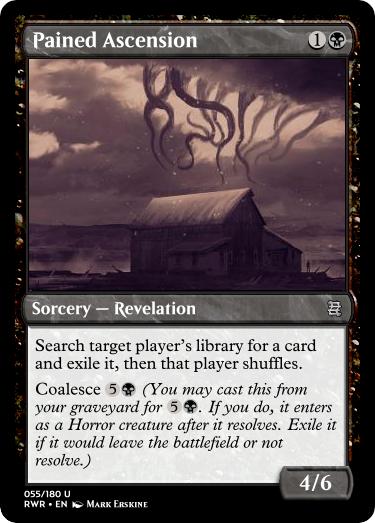 Pained Ascension 1
Sorcery — Revelation
Search target player's library for a card
and exile it, then that player shuffles.
Coalesce 5 (You may cast this from
your graveyard for 5. If you do, it enters
as a Horror creature after it resolves. Exile it
if it would leave the battlefield or not
resolve.)
4/6
055/180 U
RWR • EN Mark Erskine